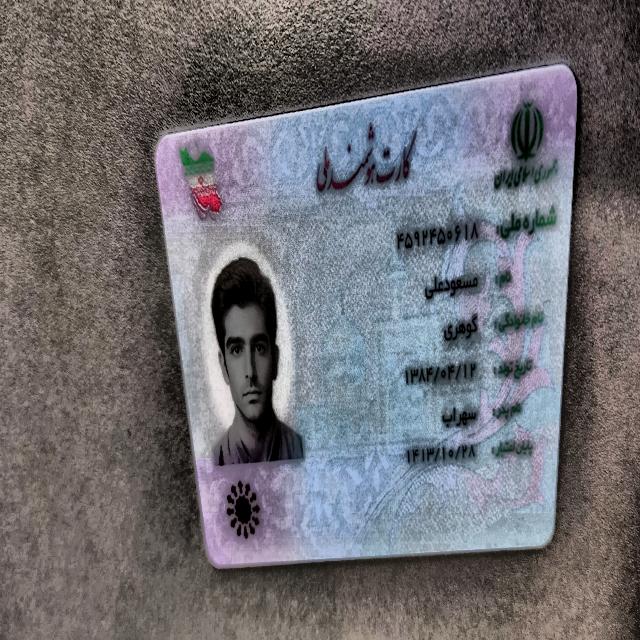 کارت هوشمند ملی
جمهوری اسلامی ایران
شماره ملی: ۴۵۹۲۴۵۰۶۱۸
نام: مسعودعلی
نام خانوادگی: گوهری
تاریخ تولد: ۱۳۸۴/۰۴/۱۲
نام پدر: سهراب
پایان اعتبار: ۱۴۱۳/۱۰/۲۸